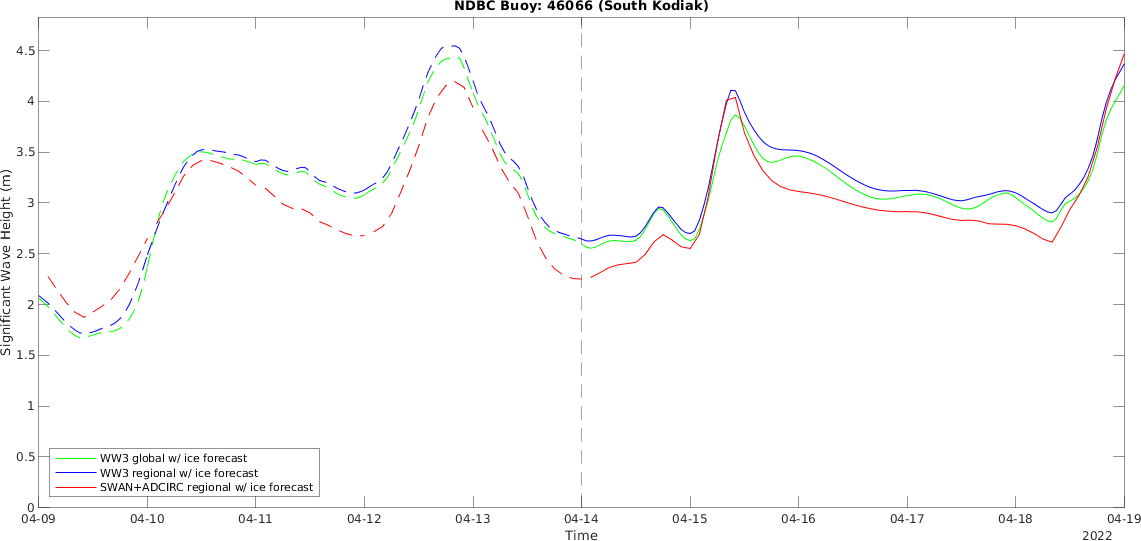 NDBC Buoy: 46066 (South Kodiak)
Significant Wave Height (m)
4.5
4
3.5
3
2.5
2
1.5
1
0.5
0
WW3 global w/ ice forecast
WW3 regional w/ ice forecast
SWAN+ADCIRC regional w/ ice forecast
04-09 04-10 04-11 04-12 04-13 04-14 04-15 04-16 04-17 04-18 04-19
Time
2022